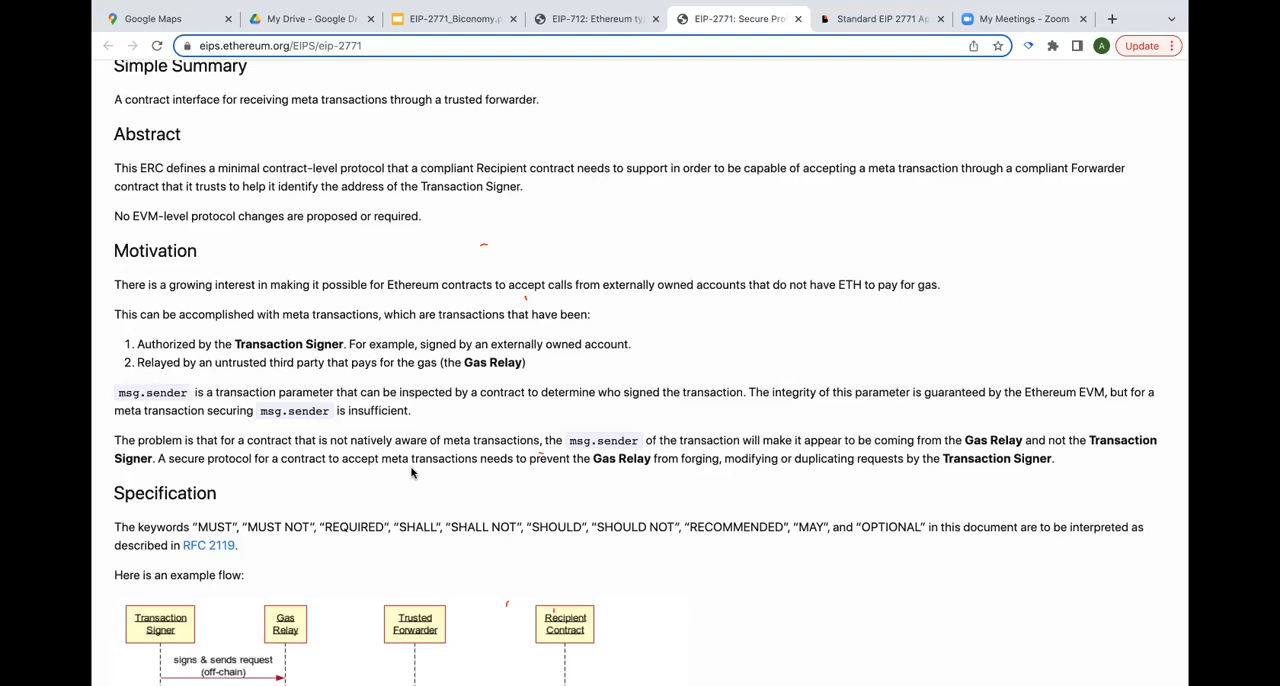 Google Maps
My Drive - Google Dr
EIP-2771_Biconomy.p
EIP-712: Ethereum ty
EIP-2771: Secure Pro
Standard EIP 2771 Ap
My Meetings - Zoom
eips.ethereum.org/EIPS/eip-2771
A
Update
Simple Summary
A contract interface for receiving meta transactions through a trusted forwarder.
Abstract
This ERC defines a minimal contract-level protocol that a compliant Recipient contract needs to support in order to be capable of accepting a meta transaction through a compliant Forwarder
contract that it trusts to help it identify the address of the Transaction Signer.
No EVM-level protocol changes are proposed or required.
Motivation
There is a growing interest in making it possible for Ethereum contracts to accept calls from externally owned accounts that do not have ETH to pay for gas.
This can be accomplished with meta transactions, which are transactions that have been:
1. Authorized by the Transaction Signer. For example, signed by an externally owned account.
2. Relayed by an untrusted third party that pays for the gas (the Gas Relay)
msg.sender is a transaction parameter that can be inspected by a contract to determine who signed the transaction. The integrity of this parameter is guaranteed by the Ethereum EVM, but for a
meta transaction securing msg.sender is insufficient.
The problem is that for a contract that is not natively aware of meta transactions, the msg.sender of the transaction will make it appear to be coming from the Gas Relay and not the Transaction
Signer. A secure protocol for a contract to accept meta transactions needs to prevent the Gas Relay from forging, modifying or duplicating requests by the Transaction Signer.
Specification
The keywords “MUST”, “MUST NOT”, “REQUIRED”, “SHALL”, “SHALL NOT”, “SHOULD”, “SHOULD NOT”, “RECOMMENDED”, “MAY”, and “OPTIONAL” in this document are to be interpreted as
described in RFC 2119.
Here is an example flow:
Transaction
Signer
Gas
Relay
Trusted
Forwarder
Recipient
Contract
signs & sends request
(off-chain)